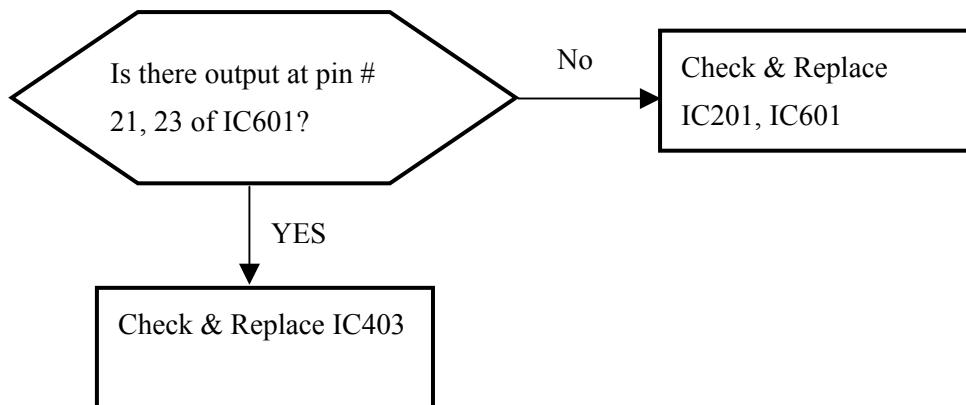 Is there output at pin #
21, 23 of IC601?
No
Check & Replace
IC201, IC601
YES
Check & Replace IC403